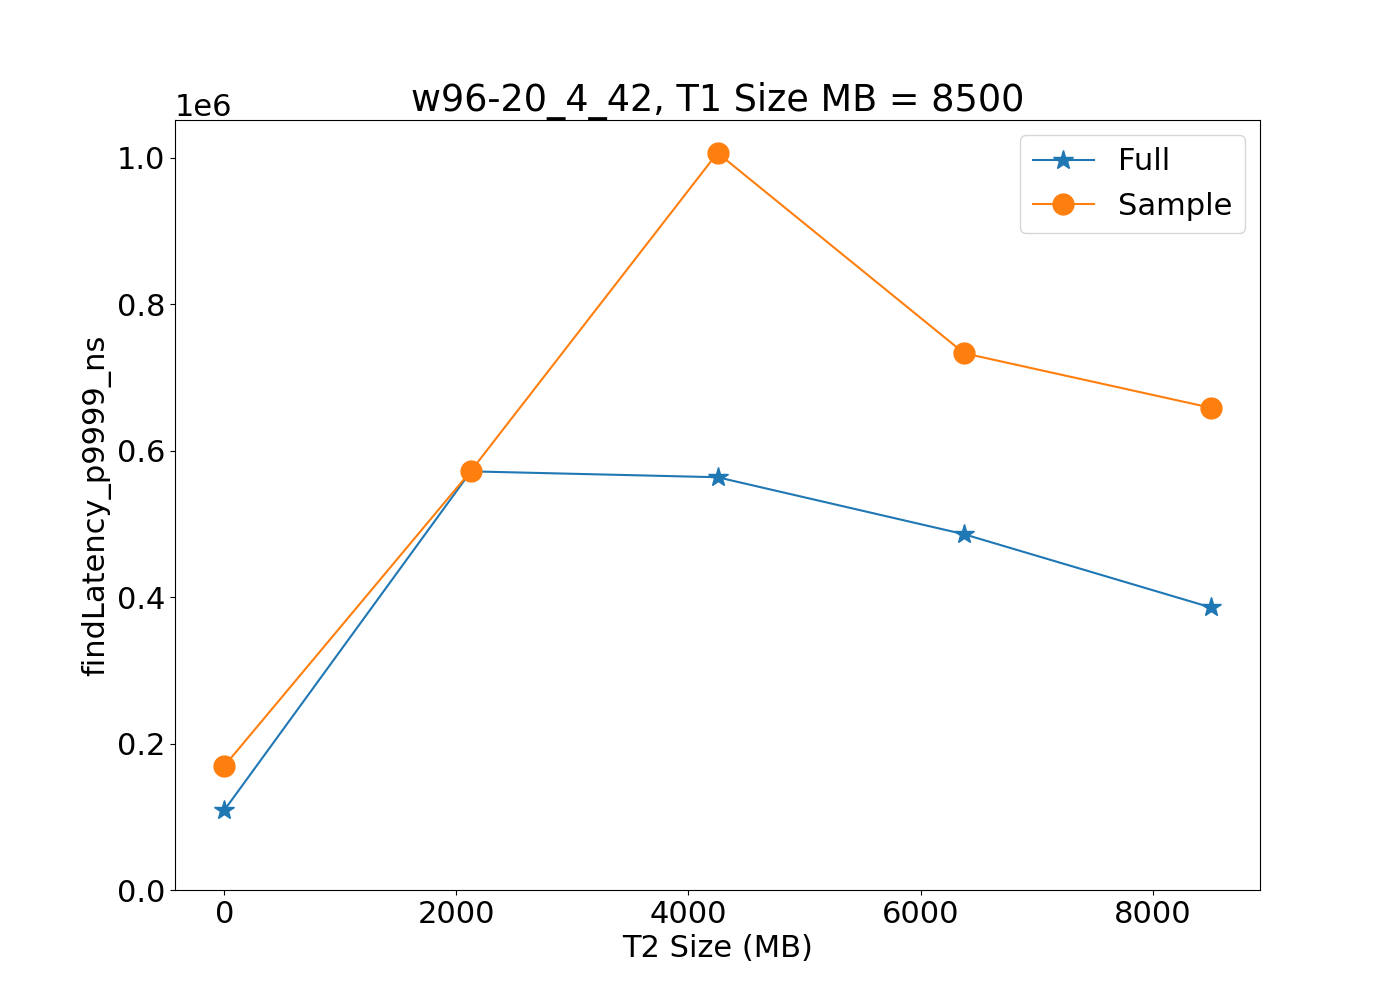 w96-20_4_42, T1 Size MB = 8500
1e6
Full
Sample
1.0
0.8
0.6
0.4
0.2
0.0
findLatency_p9999_ns
0 2000 4000 6000 8000
T2 Size (MB)